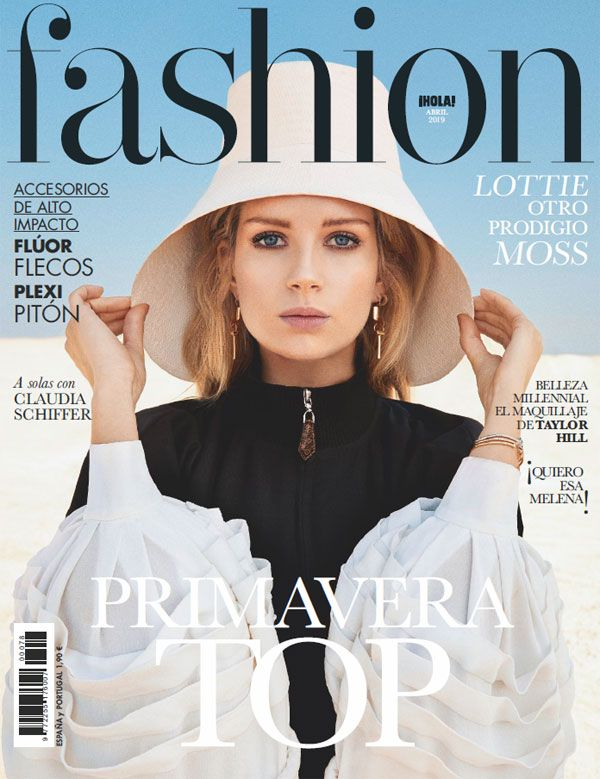 fashion
¡HOLA!
ABRIL
2019
ACCESORIOS
DE ALTO
IMPACTO
FLÚOR
FLECOS
PLEXI
PITÓN
LOTTIE
OTRO
PRODIGIO
MOSS
A solas con
CLAUDIA
SCHIFFER
BELLEZA
MILLENNIAL
EL MAQUILLAJE
DE TAYLOR
HILL
¡QUIERO
ESA
MELENA!
PRIMAVERA
TOP
00078
ESPAÑA y PORTUGAL 1,90 €